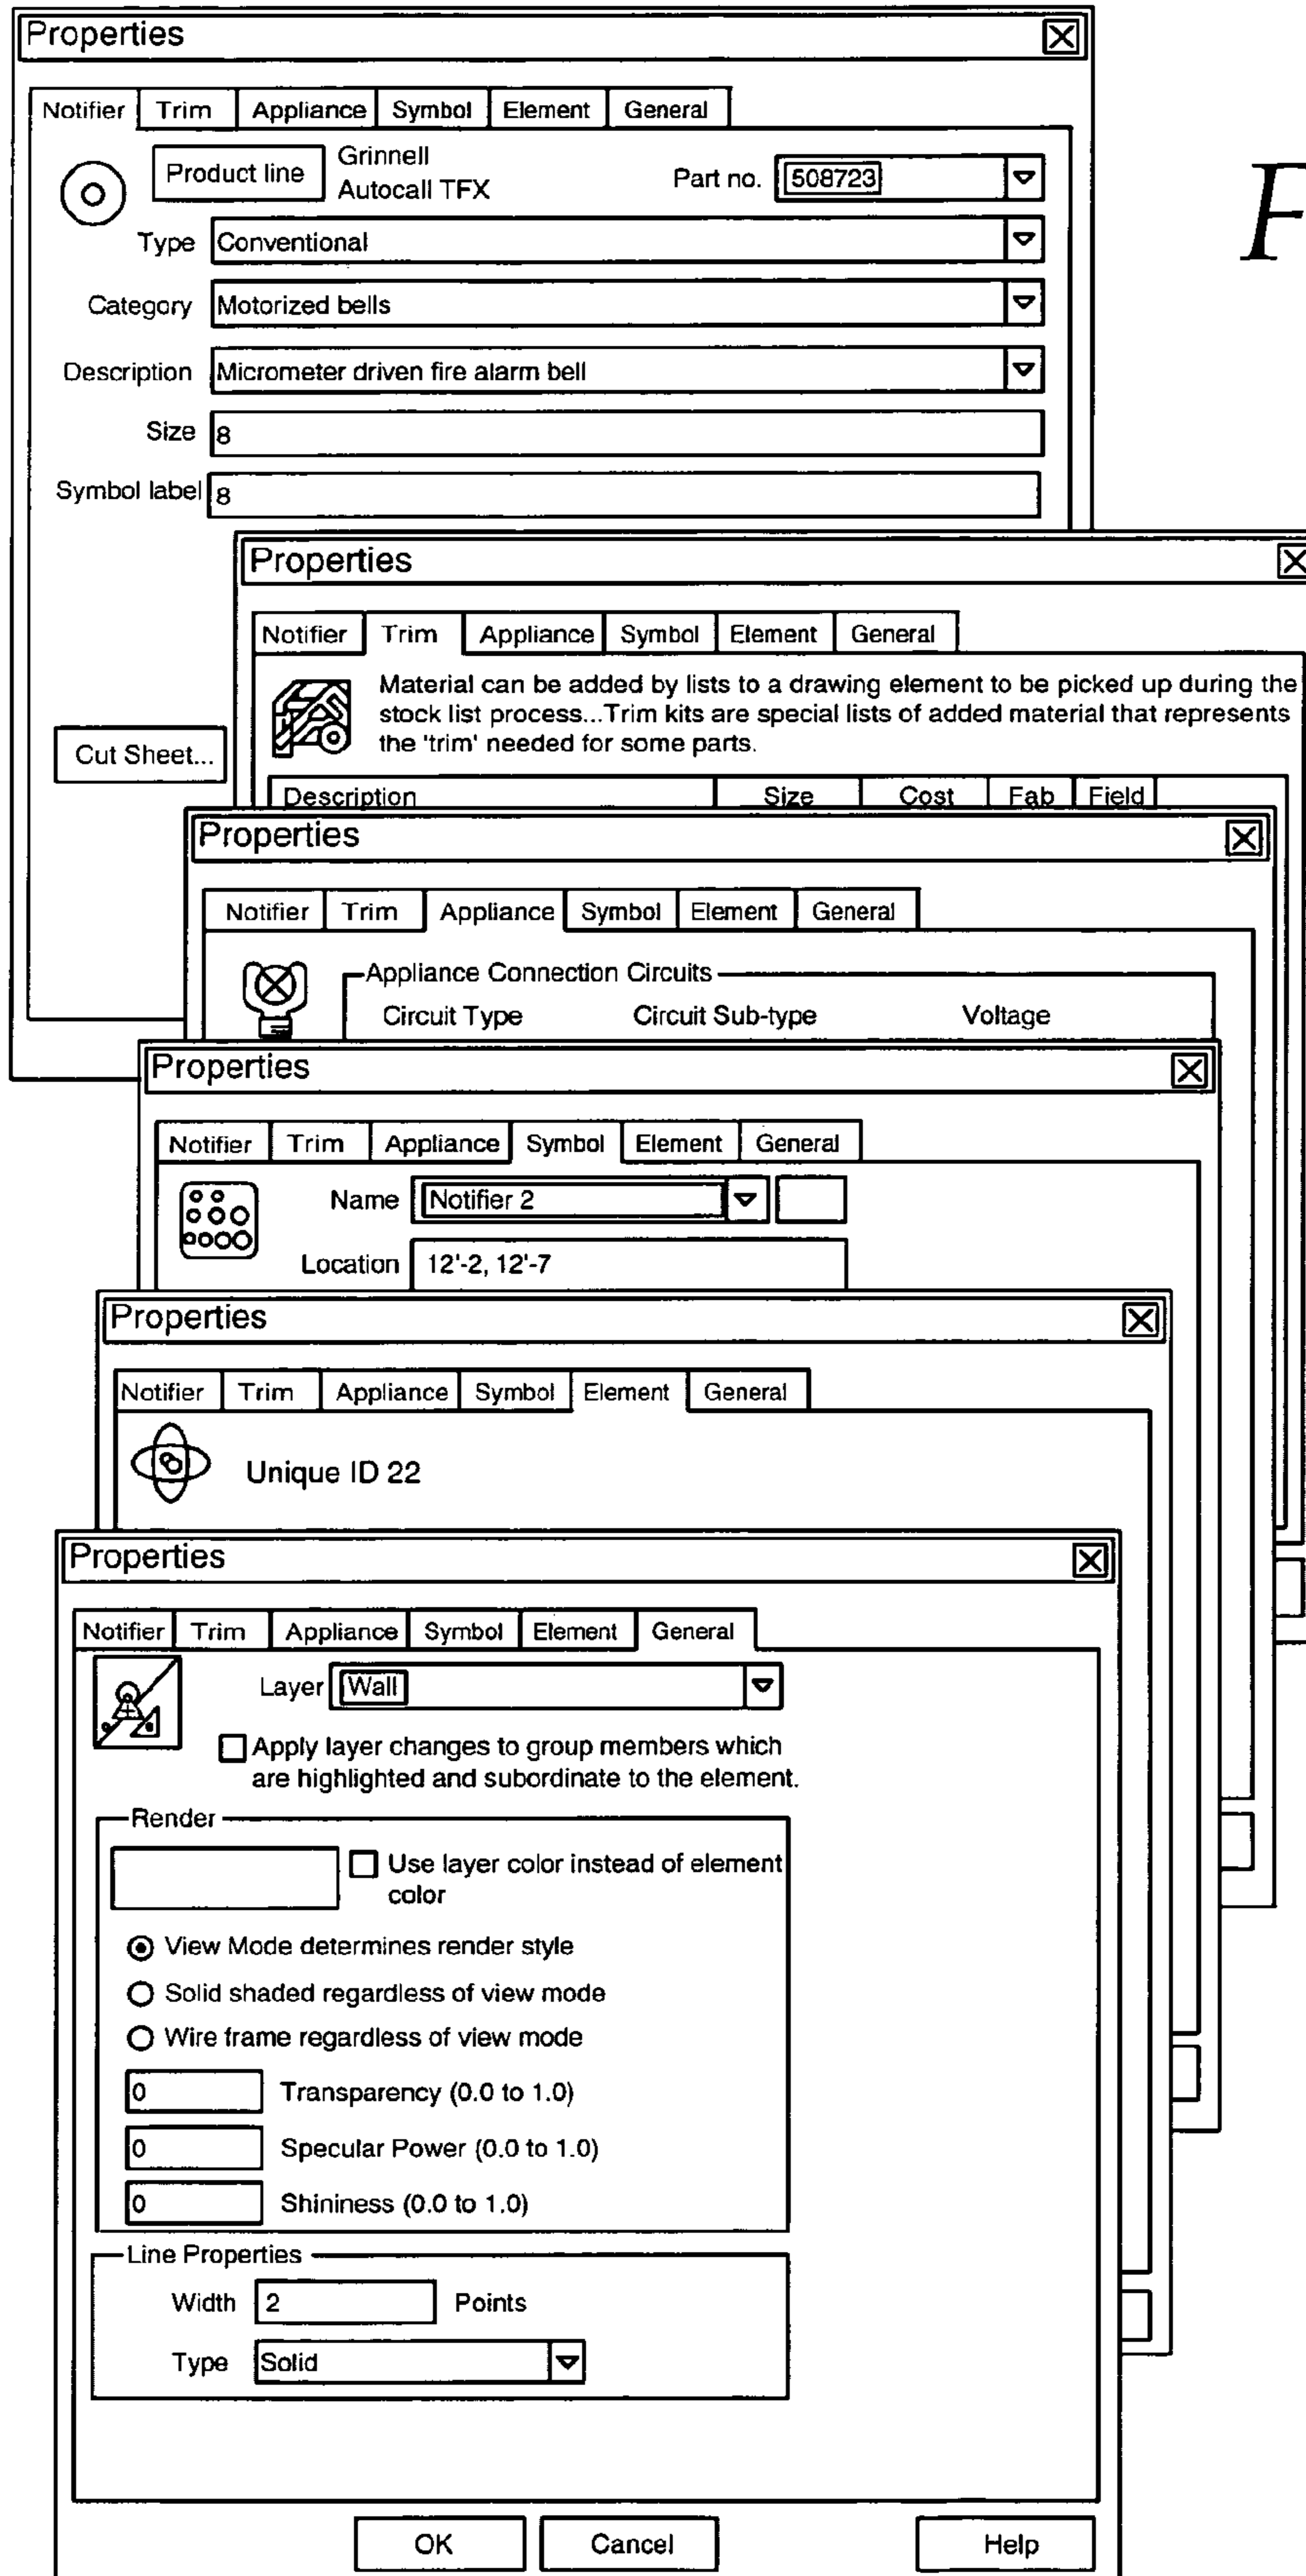 Properties
Notifier Trim Appliance Symbol Element General
Product line
Grinnell
Autocall TFX
Part no. 508723
Type Conventional
Category Motorized bells
Description Micrometer driven fire alarm bell
Size 8
Symbol label 8
Cut Sheet...
F
Properties
Notifier Trim Appliance Symbol Element General
Material can be added by lists to a drawing element to be picked up during the
stock list process...Trim kits are special lists of added material that represents
the 'trim' needed for some parts.
Description Size Cost Fab Field
Properties
Notifier Trim Appliance Symbol Element General
Appliance Connection Circuits
Circuit Type Circuit Sub-type Voltage
Properties
Notifier Trim Appliance Symbol Element General
Name Notifier 2
Location 12'-2, 12'-7
Properties
Notifier Trim Appliance Symbol Element General
Unique ID 22
Properties
Notifier Trim Appliance Symbol Element General
Layer Wall
Apply layer changes to group members which
are highlighted and subordinate to the element.
Render
Use layer color instead of element
color
View Mode determines render style
Solid shaded regardless of view mode
Wire frame regardless of view mode
0 Transparency (0.0 to 1.0)
0 Specular Power (0.0 to 1.0)
0 Shininess (0.0 to 1.0)
Line Properties
Width 2 Points
Type Solid
OK Cancel Help